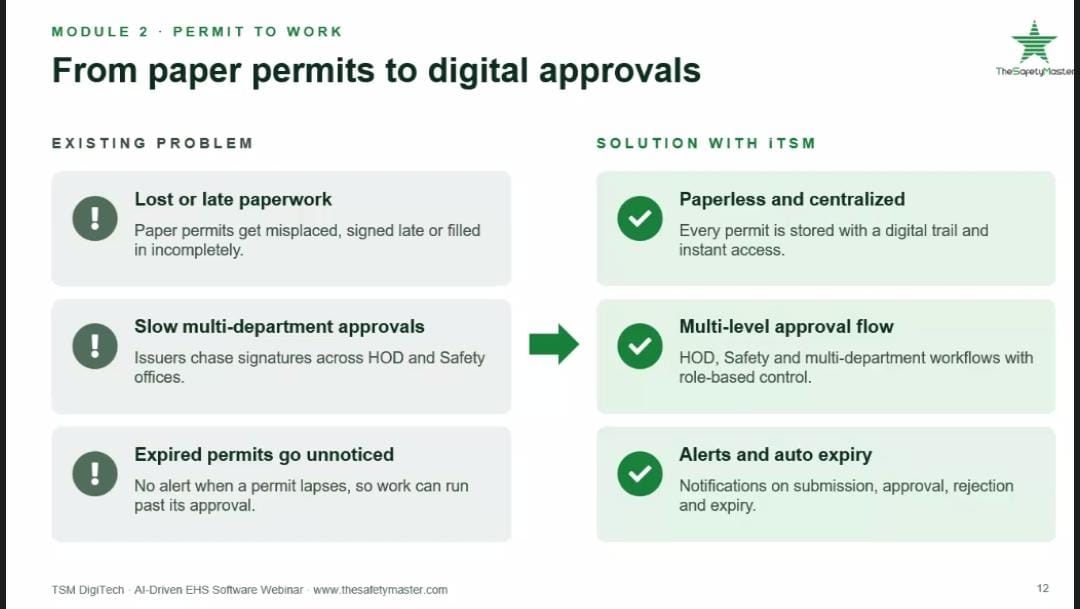 MODULE 2 · PERMIT TO WORK
From paper permits to digital approvals
TheSafetyMaster
EXISTING PROBLEM
Lost or late paperwork
Paper permits get misplaced, signed late or filled
in incompletely.
Slow multi-department approvals
Issuers chase signatures across HOD and Safety
offices.
Expired permits go unnoticed
No alert when a permit lapses, so work can run
past its approval.
SOLUTION WITH iTSM
Paperless and centralized
Every permit is stored with a digital trail and
instant access.
Multi-level approval flow
HOD, Safety and multi-department workflows with
role-based control.
Alerts and auto expiry
Notifications on submission, approval, rejection
and expiry.
TSM DigiTech · AI-Driven EHS Software Webinar · www.thesafetymaster.com
12